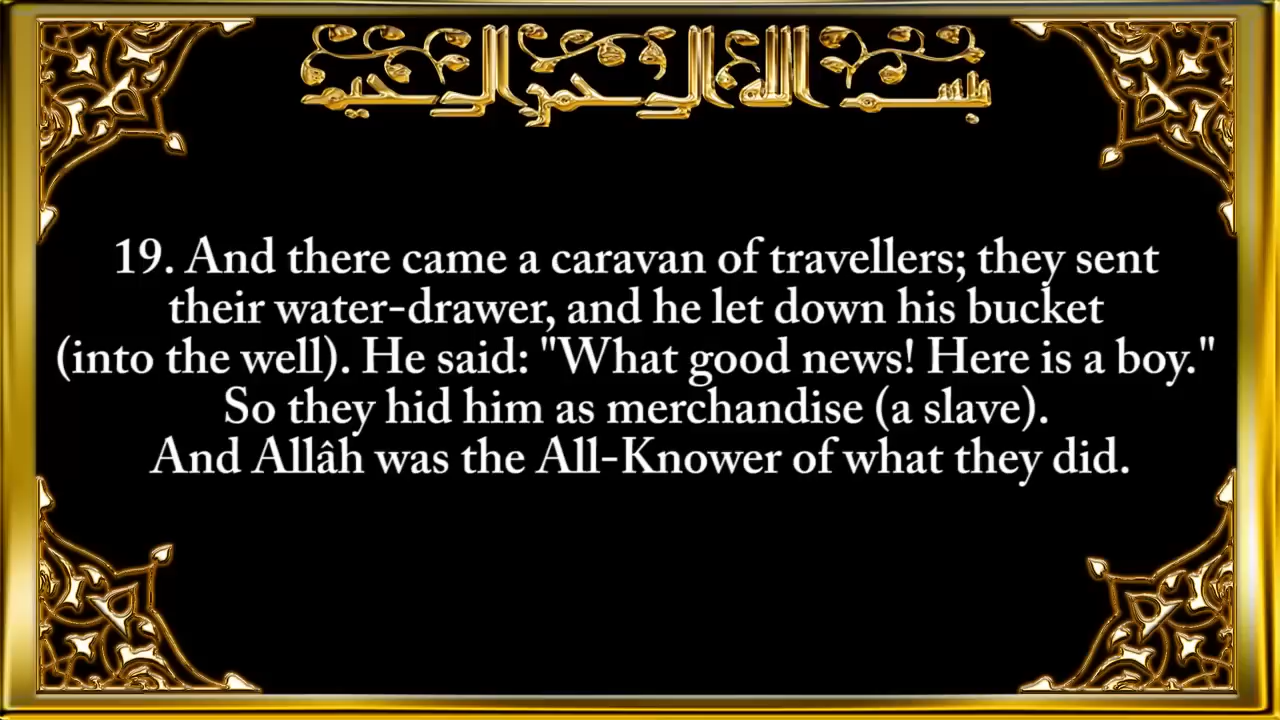 بسم الله الرحمن الرحيم
19. And there came a caravan of travellers; they sent
their water-drawer, and he let down his bucket
(into the well). He said: "What good news! Here is a boy."
So they hid him as merchandise (a slave).
And Allâh was the All-Knower of what they did.